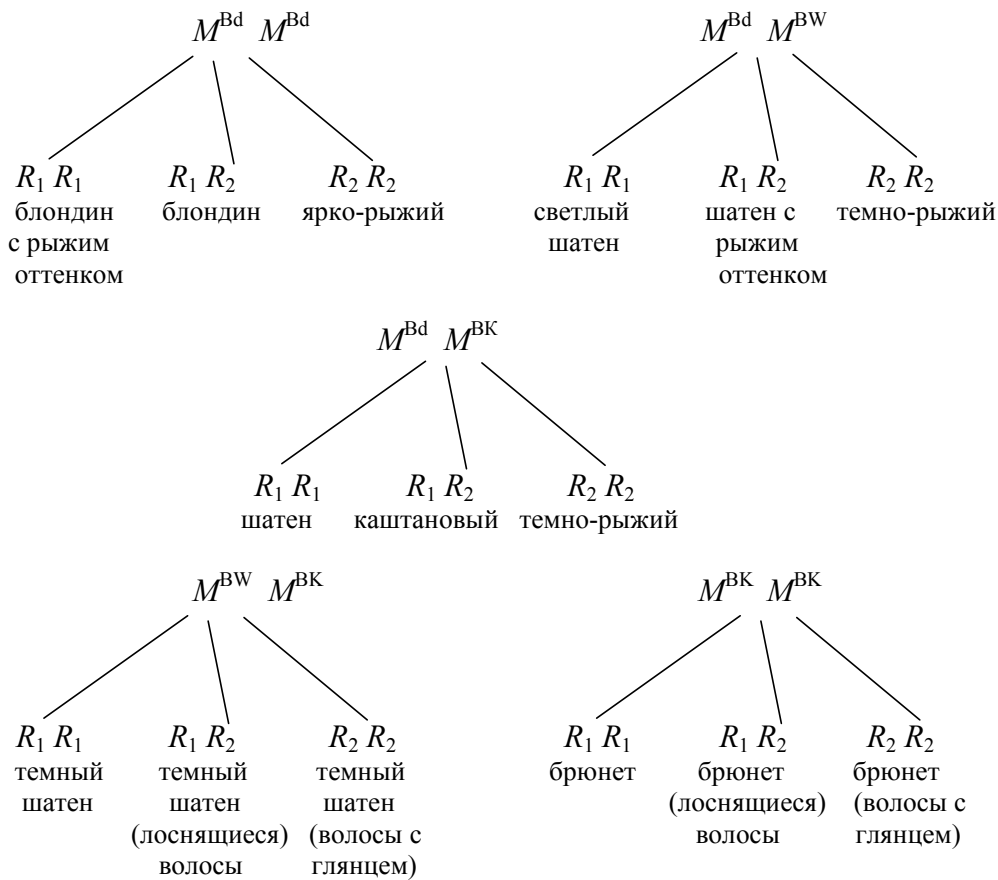 M^Bd M^Bd
M^Bd M^BW
R₁ R₁ R₁ R₂ R₂ R₂
блондин блондин ярко-рыжий
с рыжим
оттенком
R₁ R₁ R₁ R₂ R₂ R₂
светлый шатен с темно-рыжий
шатен рыжим
оттенком
M^Bd M^BK
R₁ R₁ R₁ R₂ R₂ R₂
шатен каштановый темно-рыжий
M^BW M^BK
M^BK M^BK
R₁ R₁ R₁ R₂ R₂ R₂
темный темный темный
шатен шатен шатен
(лоснящиеся) (волосы с
волосы глянцем)
R₁ R₁ R₁ R₂ R₂ R₂
брюнет брюнет брюнет
(лоснящиеся) (волосы с
волосы глянцем)